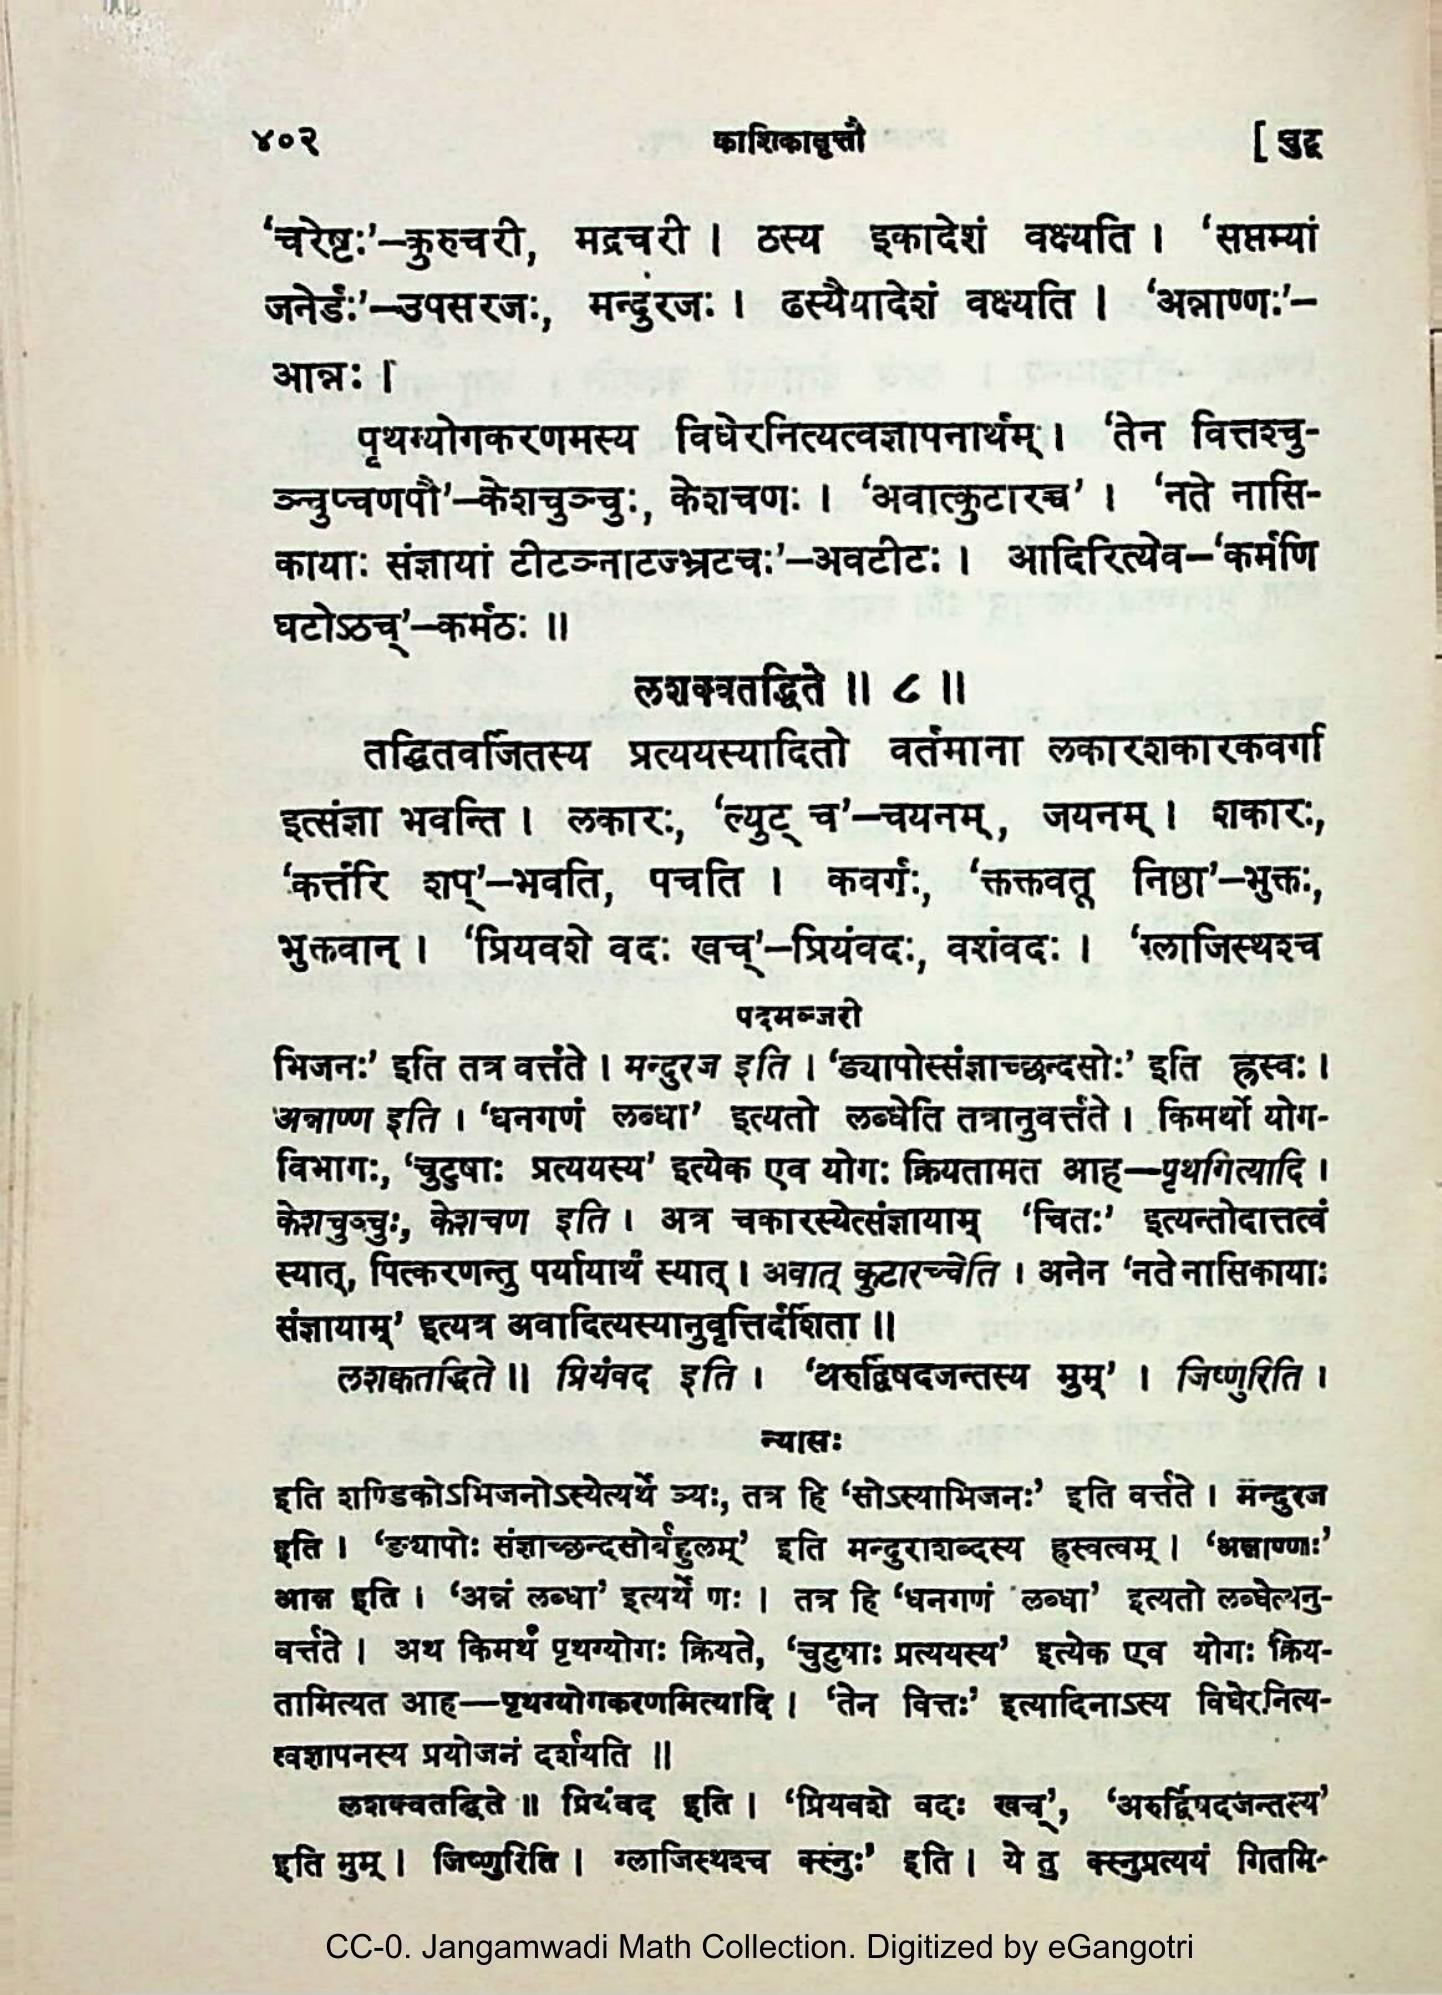 ४०२ काशिकावृत्तौ [ चुटू
‘चरेष्टः’—कुरुचरी, मद्रचरी । ठस्य इकादेशं वक्ष्यति । ‘सप्तम्यां
जनेर्डः’—उपसरजः, मन्दुरजः । ढस्यैयादेशं वक्ष्यति । ‘अन्नाण्णः’—
आन्नः ।
पृथग्योगकरणमस्य विधेरनित्यत्वज्ञापनार्थम् । ‘तेन वित्तश्चु-
ञ्चुप्चणपौ’—केशचुञ्चुः, केशचणः । ‘अवात्कुटारच्च’ । ‘नते नासि-
कायाः संज्ञायां टीटञ्नाटज्भ्रटचः’—अवटीटः । आदिरित्येव—‘कर्मणि
घटोऽठच्’—कर्मठः ॥
लशक्वतद्धिते ॥ ८ ॥
तद्धितवर्जितस्य प्रत्ययस्यादितो वर्तमाना लकारशकारकवर्गा
इत्संज्ञा भवन्ति । लकारः, ‘ल्युट् च’—चयनम्, जयनम् । शकारः,
‘कर्त्तरि शप्’—भवति, पचति । कवर्गः, ‘क्तक्तवतू निष्ठा’—भुक्तः,
भुक्तवान् । ‘प्रियवशे वदः खच्’—प्रियंवदः, वशंवदः । ‘ग्लाजिस्थश्च
पदमञ्जरी
भिजनः’ इति तत्र वर्त्तते । मन्दुरज इति । ‘ङ्यापोस्संज्ञाच्छन्दसोः’ इति ह्रस्वः ।
अन्नाण्ण इति । ‘धनगणं लब्धा’ इत्यतो लब्धेति तत्रानुवर्त्तते । किमर्थो योग-
विभागः, ‘चुटुषाः प्रत्ययस्य’ इत्येक एव योगः क्रियतामत आह—पृथगित्यादि ।
केशचुञ्चुः, केशचण इति । अत्र चकारस्येत्संज्ञायाम् ‘चितः’ इत्यन्तोदात्तत्वं
स्यात्, पित्करणन्तु पर्यायार्थं स्यात् । अवात् कुटारच्चेति । अनेन ‘नते नासिकायाः
संज्ञायाम्’ इत्यत्र अवादित्यस्यानुवृत्तिर्दर्शिता ॥
लशक्वतद्धिते ॥ प्रियंवद इति । ‘अरुर्द्विषदजन्तस्य मुम्’ । जिष्णुरिति ।
न्यासः
इति शण्डिकोऽभिजनोऽस्येत्यर्थे ञ्यः, तत्र हि ‘सोऽस्याभिजनः’ इति वर्त्तते । मन्दुरज
इति । ‘ङ्यापोः संज्ञाच्छन्दसोर्बहुलम्’ इति मन्दुराशब्दस्य ह्रस्वत्वम् । ‘अन्नाण्णः’
आन्न इति । ‘अन्नं लब्धा’ इत्यर्थे णः । तत्र हि ‘धनगणं लब्धा’ इत्यतो लब्धेत्यनु-
वर्त्तते । अथ किमर्थं पृथग्योगः क्रियते, ‘चुटुषाः प्रत्ययस्य’ इत्येक एव योगः क्रिय-
तामित्यत आह—पृथग्योगकरणमित्यादि । ‘तेन वित्तः’ इत्यादिनाऽस्य विधेरनित्य-
त्वज्ञापनस्य प्रयोजनं दर्शयति ॥
लशक्वतद्धिते ॥ प्रियंवद इति । ‘प्रियवशे वदः खच्’, ‘अरुर्द्विषदजन्तस्य’
इति मुम् । जिष्णुरिति । ग्लाजिस्थश्च क्स्नुः’ इति । ये तु क्स्नुप्रत्ययं गितमि-
CC-0. Jangamwadi Math Collection. Digitized by eGangotri